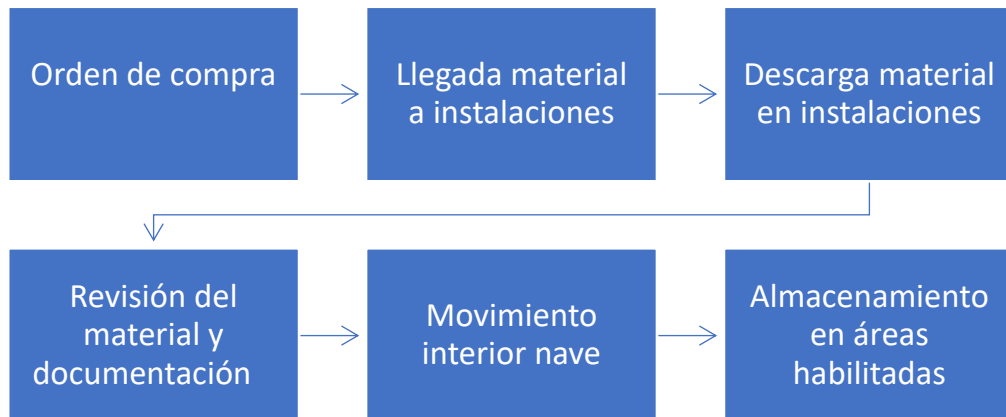 Orden de compra
Llegada material
a instalaciones
Descarga material
en instalaciones
Revisión del
material y
documentación
Movimiento
interior nave
Almacenamiento
en áreas
habilitadas